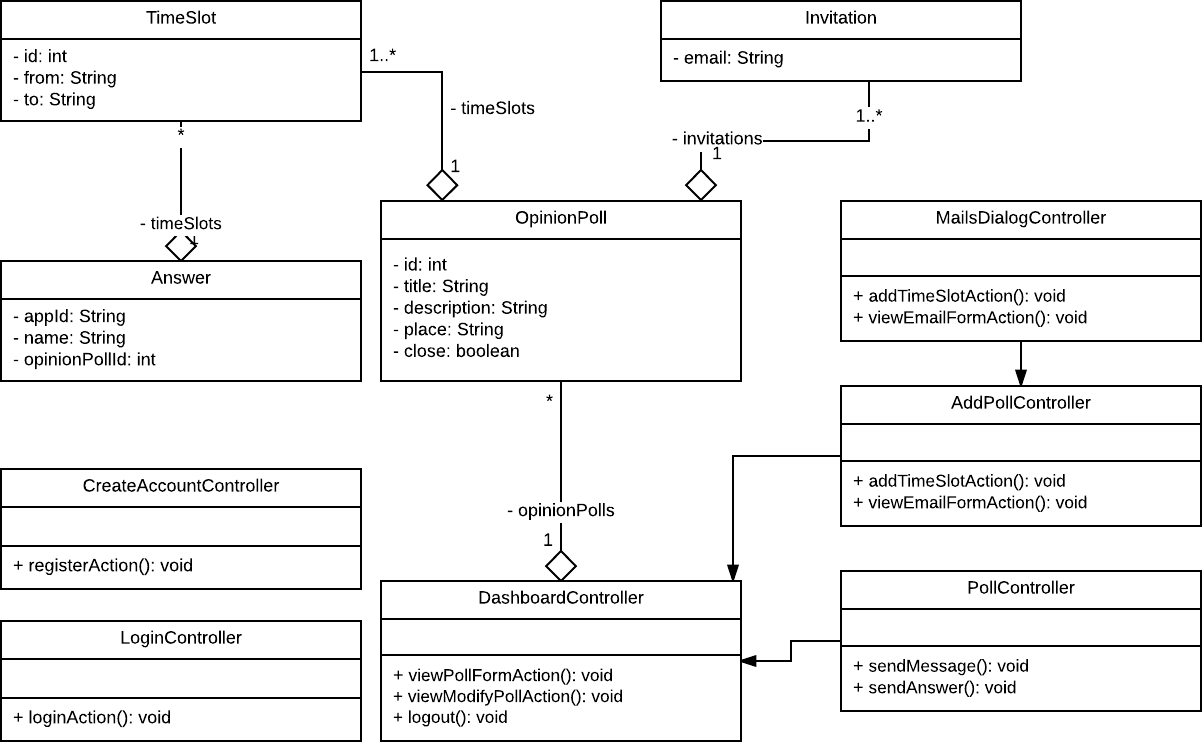 TimeSlot
- id: int
- from: String
- to: String
1..*
- timeSlots
1
*
- timeSlots
1
Invitation
- email: String
1..*
- invitations
1
OpinionPoll
- id: int
- title: String
- description: String
- place: String
- close: boolean
MailsDialogController
+ addTimeSlotAction(): void
+ viewEmailFormAction(): void
Answer
- appId: String
- name: String
- opinionPollId: int
AddPollController
+ addTimeSlotAction(): void
+ viewEmailFormAction(): void
*
- opinionPolls
1
CreateAccountController
+ registerAction(): void
DashboardController
+ viewPollFormAction(): void
+ viewModifyPollAction(): void
+ logout(): void
PollController
+ sendMessage(): void
+ sendAnswer(): void
LoginController
+ loginAction(): void